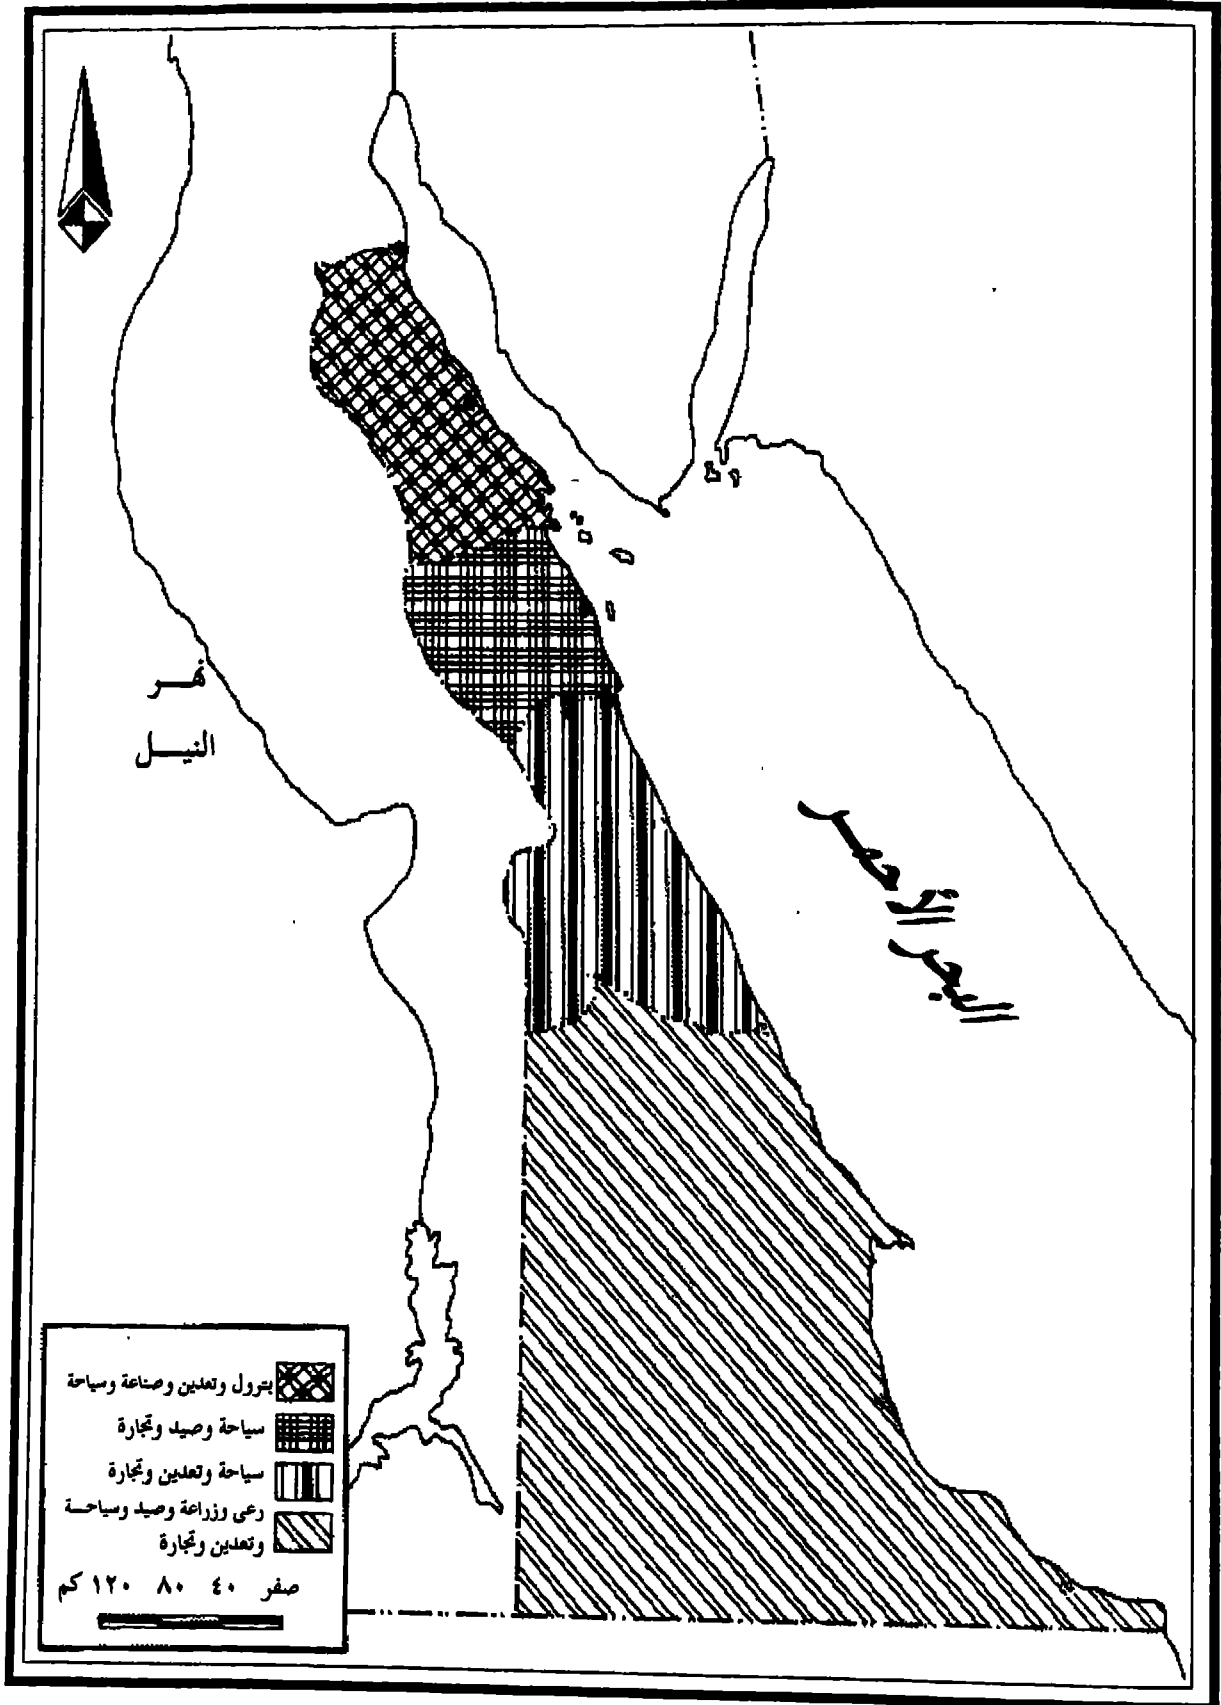 نهر
النيل
البحر الأحمر
بترول وتعدين وصناعة وسياحة
سياحة وصيد وتجارة
سياحة وتعدين وتجارة
رعى وزراعة وصيد وسياحة
وتعدين وتجارة
صفر ٤٠ ٨٠ ١٢٠ كم